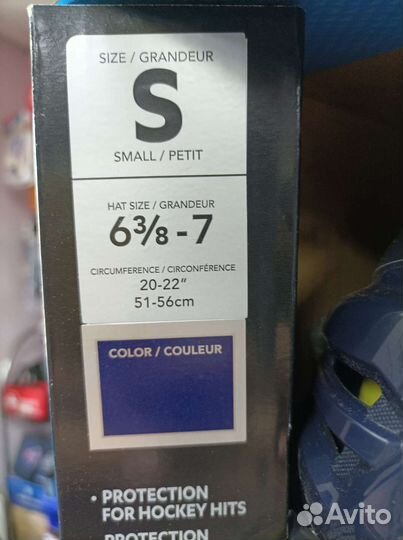 SIZE / GRANDEUR
S
SMALL / PETIT
HAT SIZE / GRANDEUR
6⅜ - 7
CIRCUMFERENCE / CIRCONFÉRENCE
20-22"
51-56cm
COLOR / COULEUR
• PROTECTION
FOR HOCKEY HITS
PROTECTION
Avito